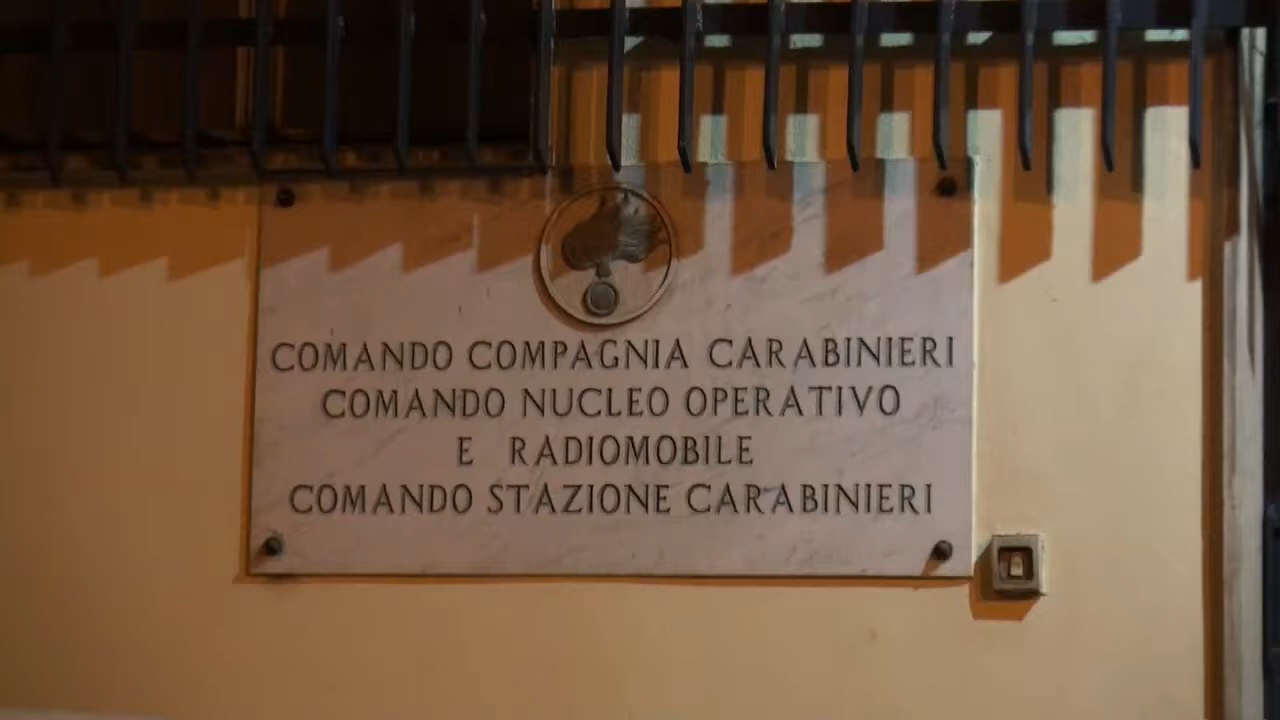 COMANDO COMPAGNIA CARABINIERI
COMANDO NUCLEO OPERATIVO
E RADIOMOBILE
COMANDO STAZIONE CARABINIERI